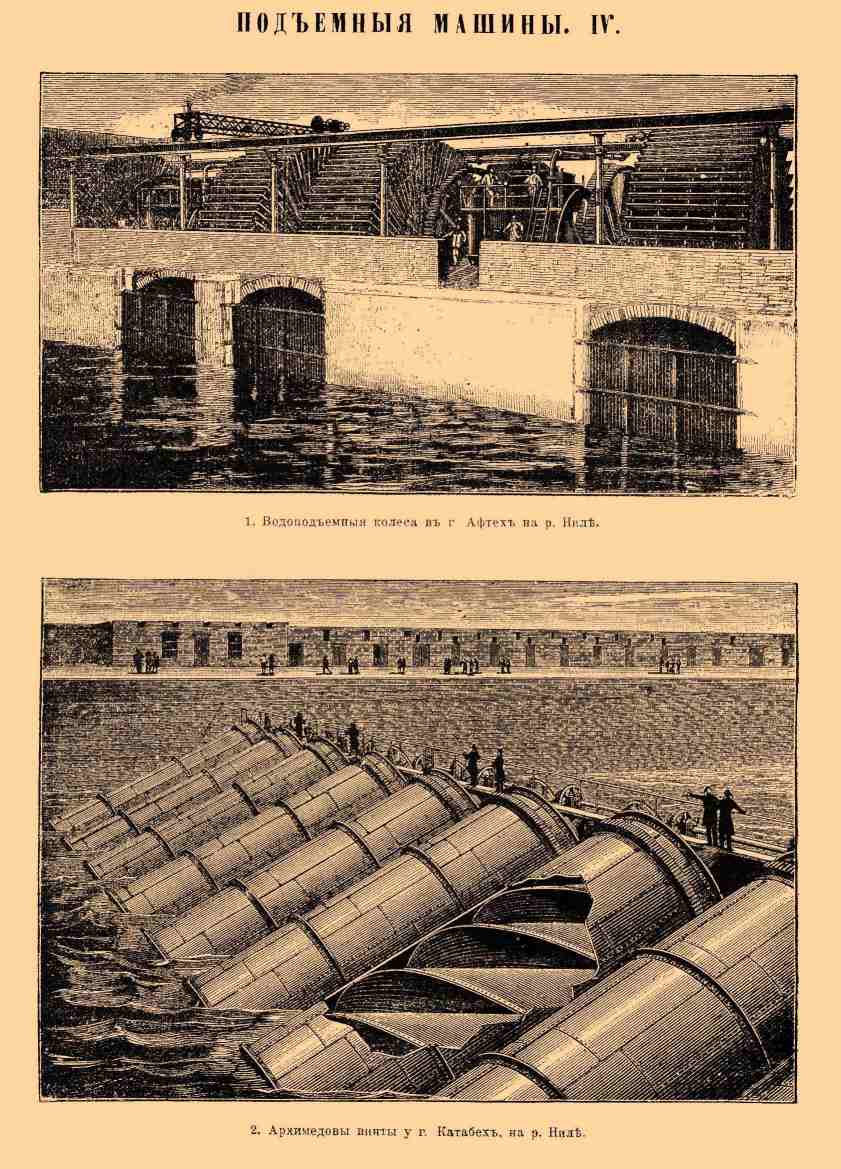 ПОДЪЕМНЫЯ МАШИНЫ. IV.
1. Водоподъемныя колеса въ г Афтехъ на р. Нилѣ.
2. Архимедовы винты у г. Катабехъ, на р. Нилѣ.